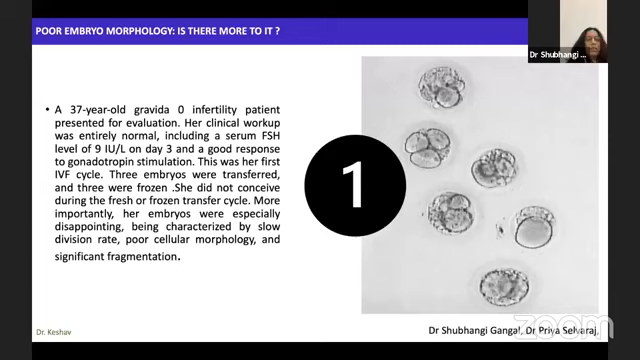 POOR EMBRYO MORPHOLOGY: IS THERE MORE TO IT ?
Dr Shubhangi ...
• A 37-year-old gravida 0 infertility patient
presented for evaluation. Her clinical workup
was entirely normal, including a serum FSH
level of 9 IU/L on day 3 and a good response
to gonadotropin stimulation. This was her first
IVF cycle. Three embryos were transferred,
and three were frozen .She did not conceive
during the fresh or frozen transfer cycle. More
importantly, her embryos were especially
disappointing, being characterized by slow
division rate, poor cellular morphology, and
significant fragmentation.
1
Dr. Keshav
Dr Shubhangi Gangal, Dr Priya Selvaraj,
zoom